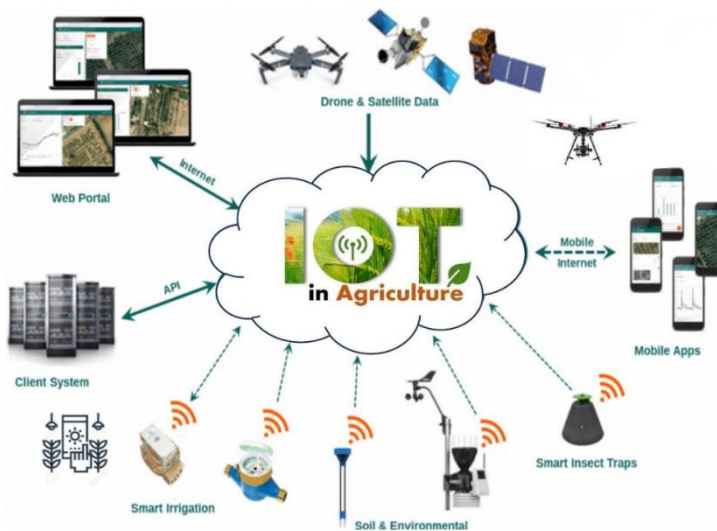 Drone & Satellite Data
Internet
Web Portal
IOT
in Agriculture
Mobile
Internet
API
Client System
Mobile Apps
Smart Insect Traps
Smart Irrigation
Soil & Environmental